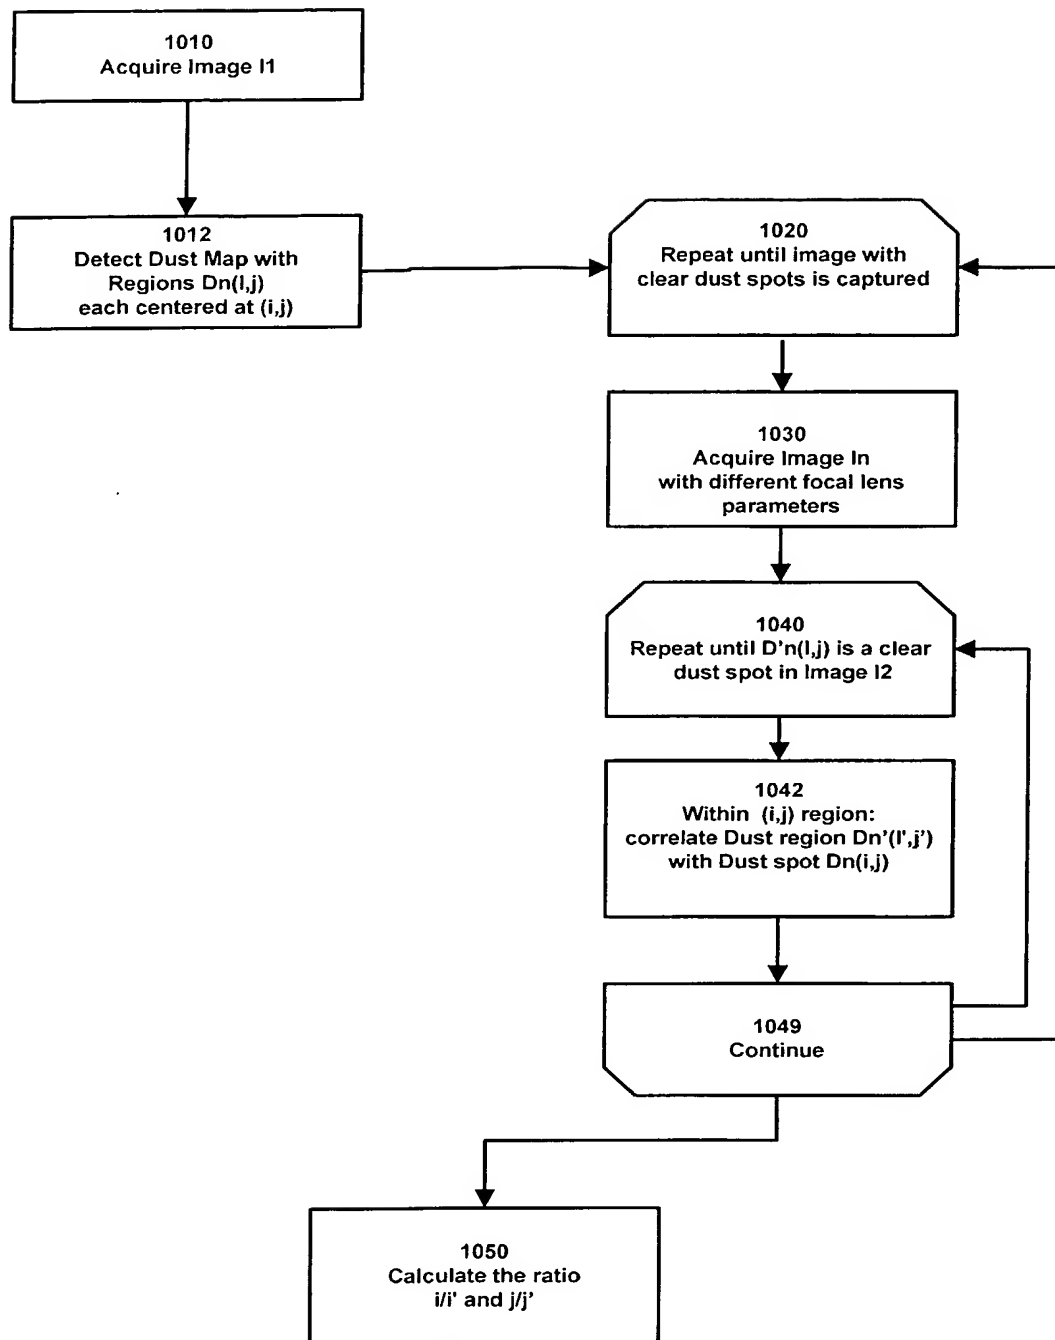 1010
Acquire Image I1
1012
Detect Dust Map with
Regions Dn(I,j)
each centered at (i,j)
1020
Repeat until image with
clear dust spots is captured
1030
Acquire Image In
with different focal lens
parameters
1040
Repeat until D'n(I,j) is a clear
dust spot in Image I2
1042
Within (i,j) region:
correlate Dust region Dn'(I',j')
with Dust spot Dn(i,j)
1049
Continue
1050
Calculate the ratio
i/i' and j/j'